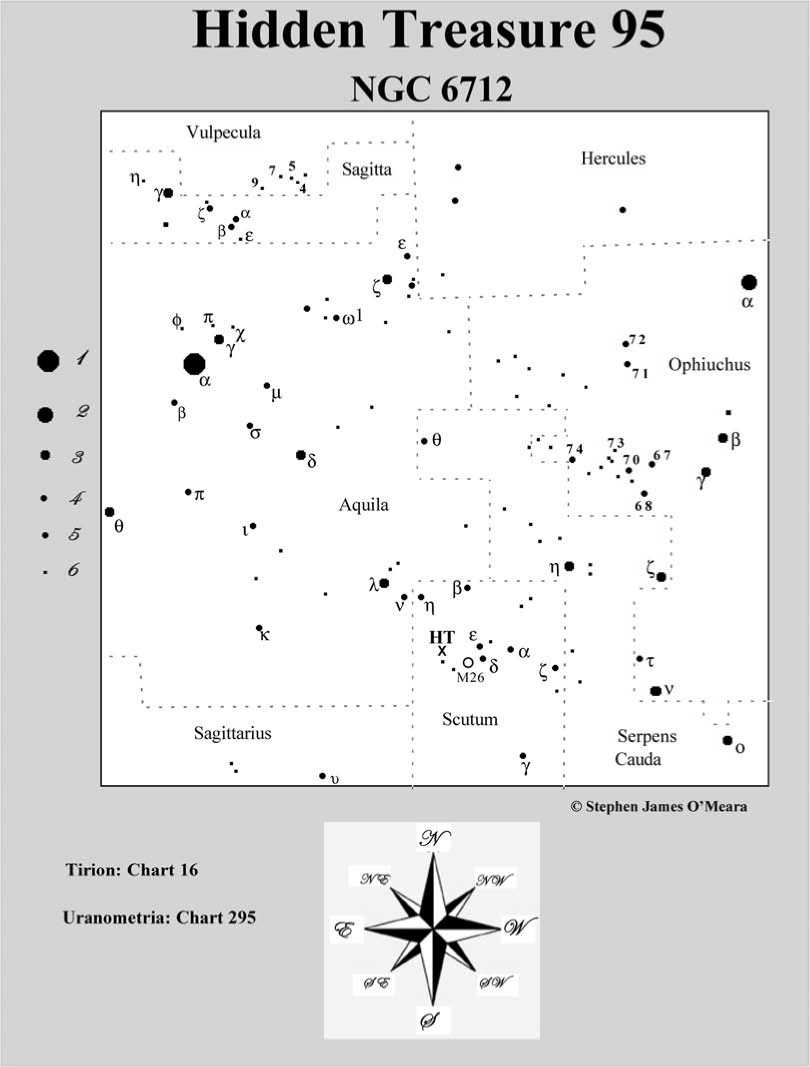 Hidden Treasure 95
NGC 6712
Vulpecula
Sagitta
Hercules
η
γ
9
7
5
4
ζ
α
β
ε
ε
ζ
α
ϕ
π
χ
γ
ω1
72
71
Ophiuchus
1
2
3
4
5
6
α
β
μ
σ
δ
θ
74
73
70
67
68
β
γ
π
θ
Aquila
ι
λ
ν
η
β
η
ζ
κ
HT
X
ε
δ
M26
α
ζ
τ
ν
Sagittarius
Scutum
Serpens
Cauda
γ
ο
υ
© Stephen James O’Meara
Tirion: Chart 16
Uranometria: Chart 295
N
NE
NW
E
W
SE
SW
S